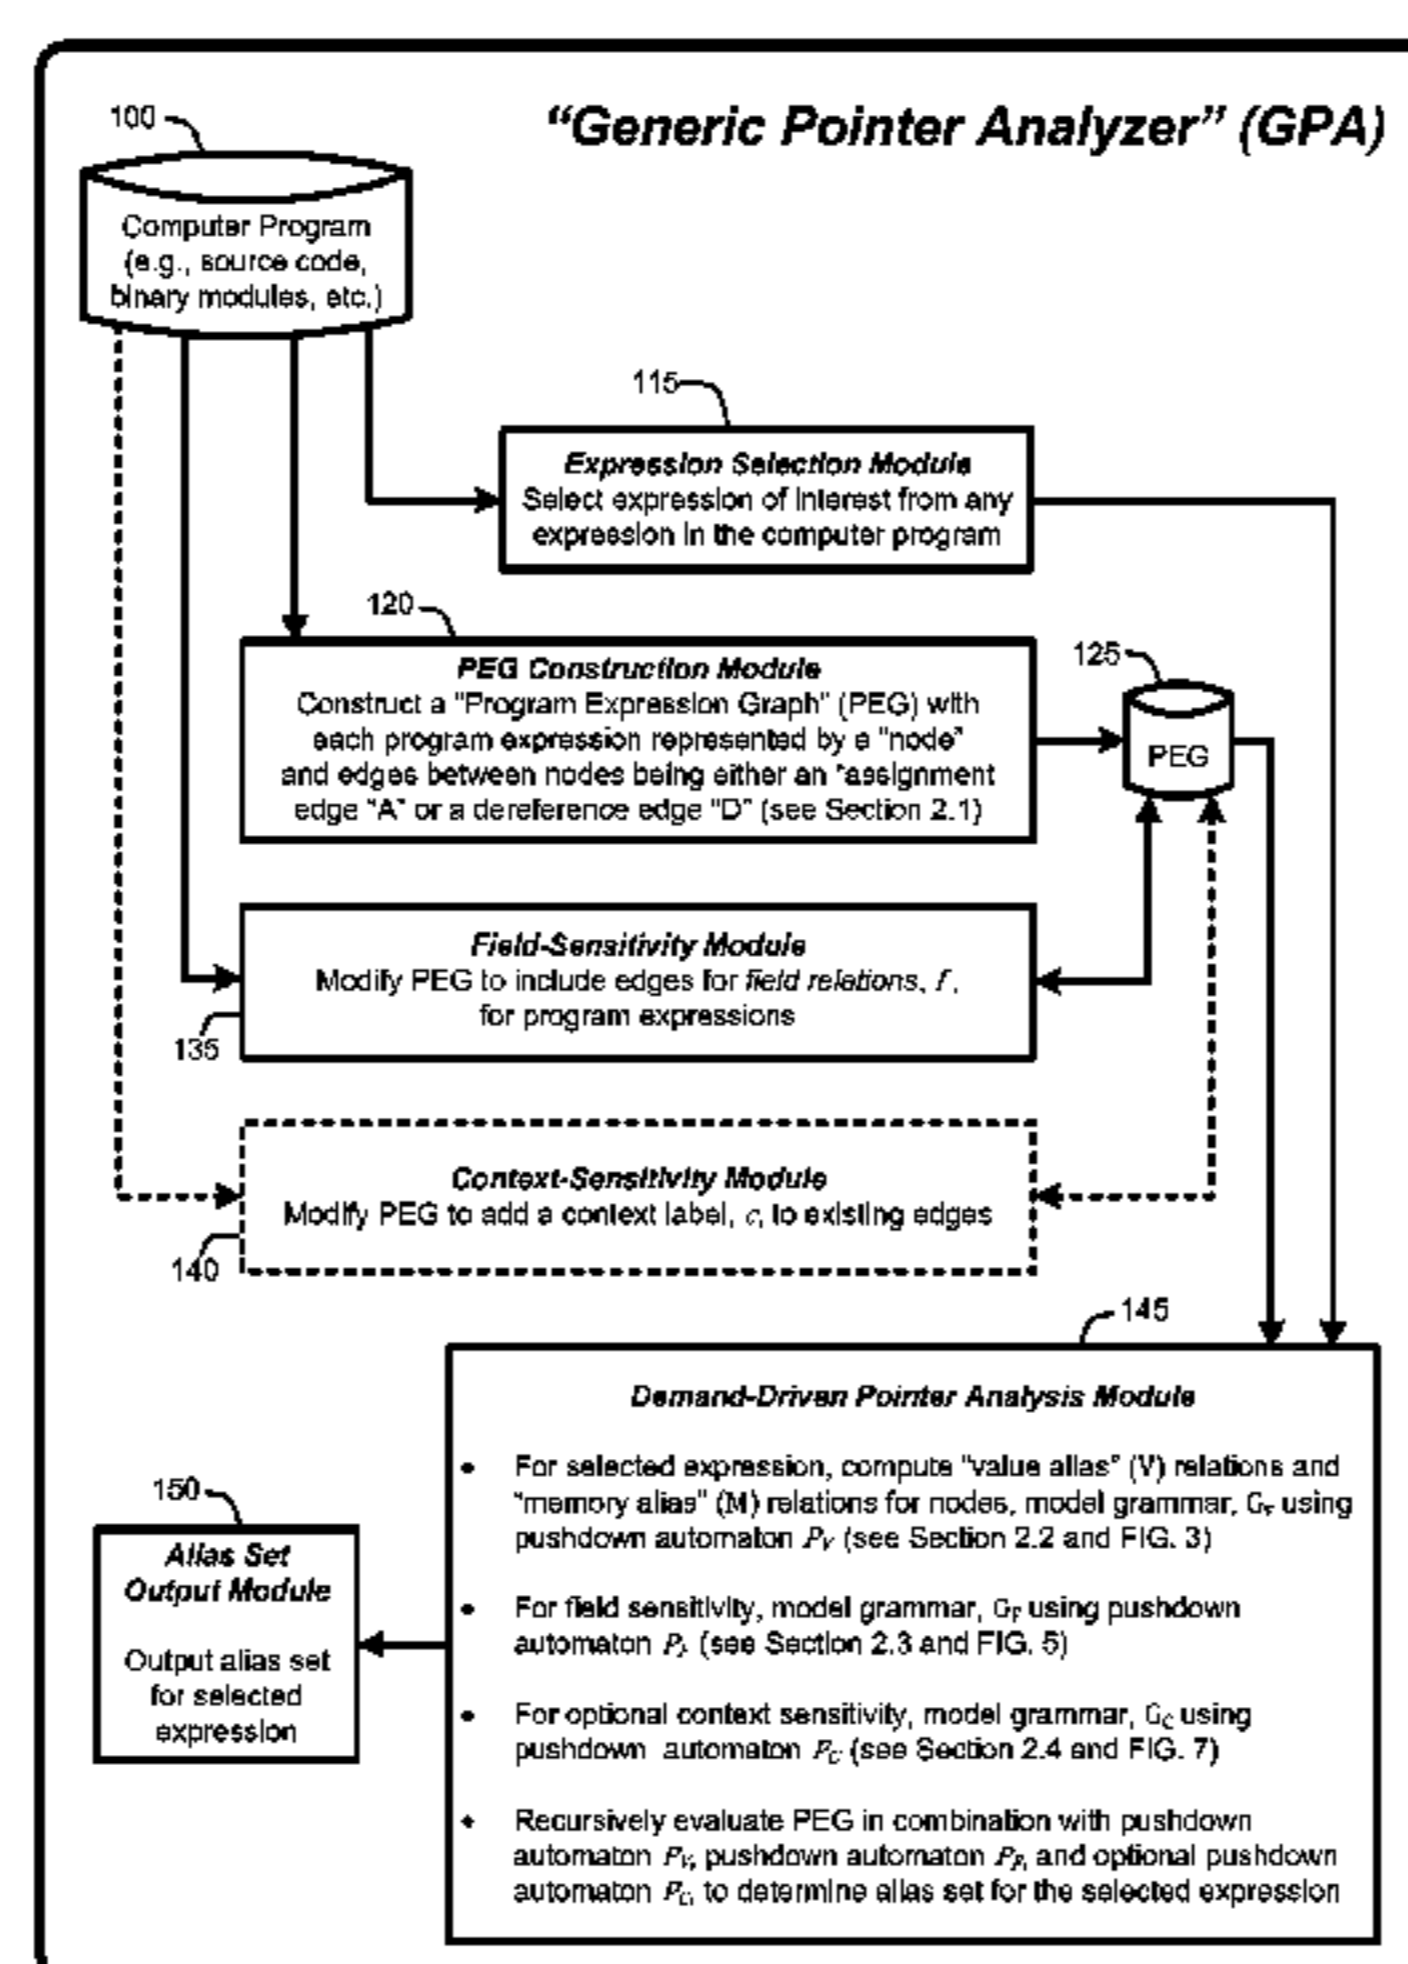 "Generic Pointer Analyzer" (GPA)
100
Computer Program
(e.g., source code,
binary modules, etc.)
115
Expression Selection Module
Select expression of interest from any
expression in the computer program
120
PEG Construction Module
Construct a "Program Expression Graph" (PEG) with
each program expression represented by a "node"
and edges between nodes being either an "assignment
edge "A" or a dereference edge "D" (see Section 2.1)
125
PEG
Field-Sensitivity Module
Modify PEG to include edges for field relations, f,
for program expressions
135
Context-Sensitivity Module
Modify PEG to add a context label, c, to existing edges
140
145
Demand-Driven Pointer Analysis Module
• For selected expression, compute "value alias" (V) relations and
"memory alias" (M) relations for nodes, model grammar, using
pushdown automaton P_V (see Section 2.2 and FIG. 3)
• For field sensitivity, model grammar, G_F using pushdown
automaton (see Section 2.3 and FIG. 5)
• For optional context sensitivity, model grammar, G_C using
pushdown automaton P_C (see Section 2.4 and FIG. 7)
• Recursively evaluate PEG in combination with pushdown
automaton P_V, pushdown automaton P_F, and optional pushdown
automaton P_C, to determine alias set for the selected expression
150
Alias Set
Output Module
Output alias set
for selected
expression